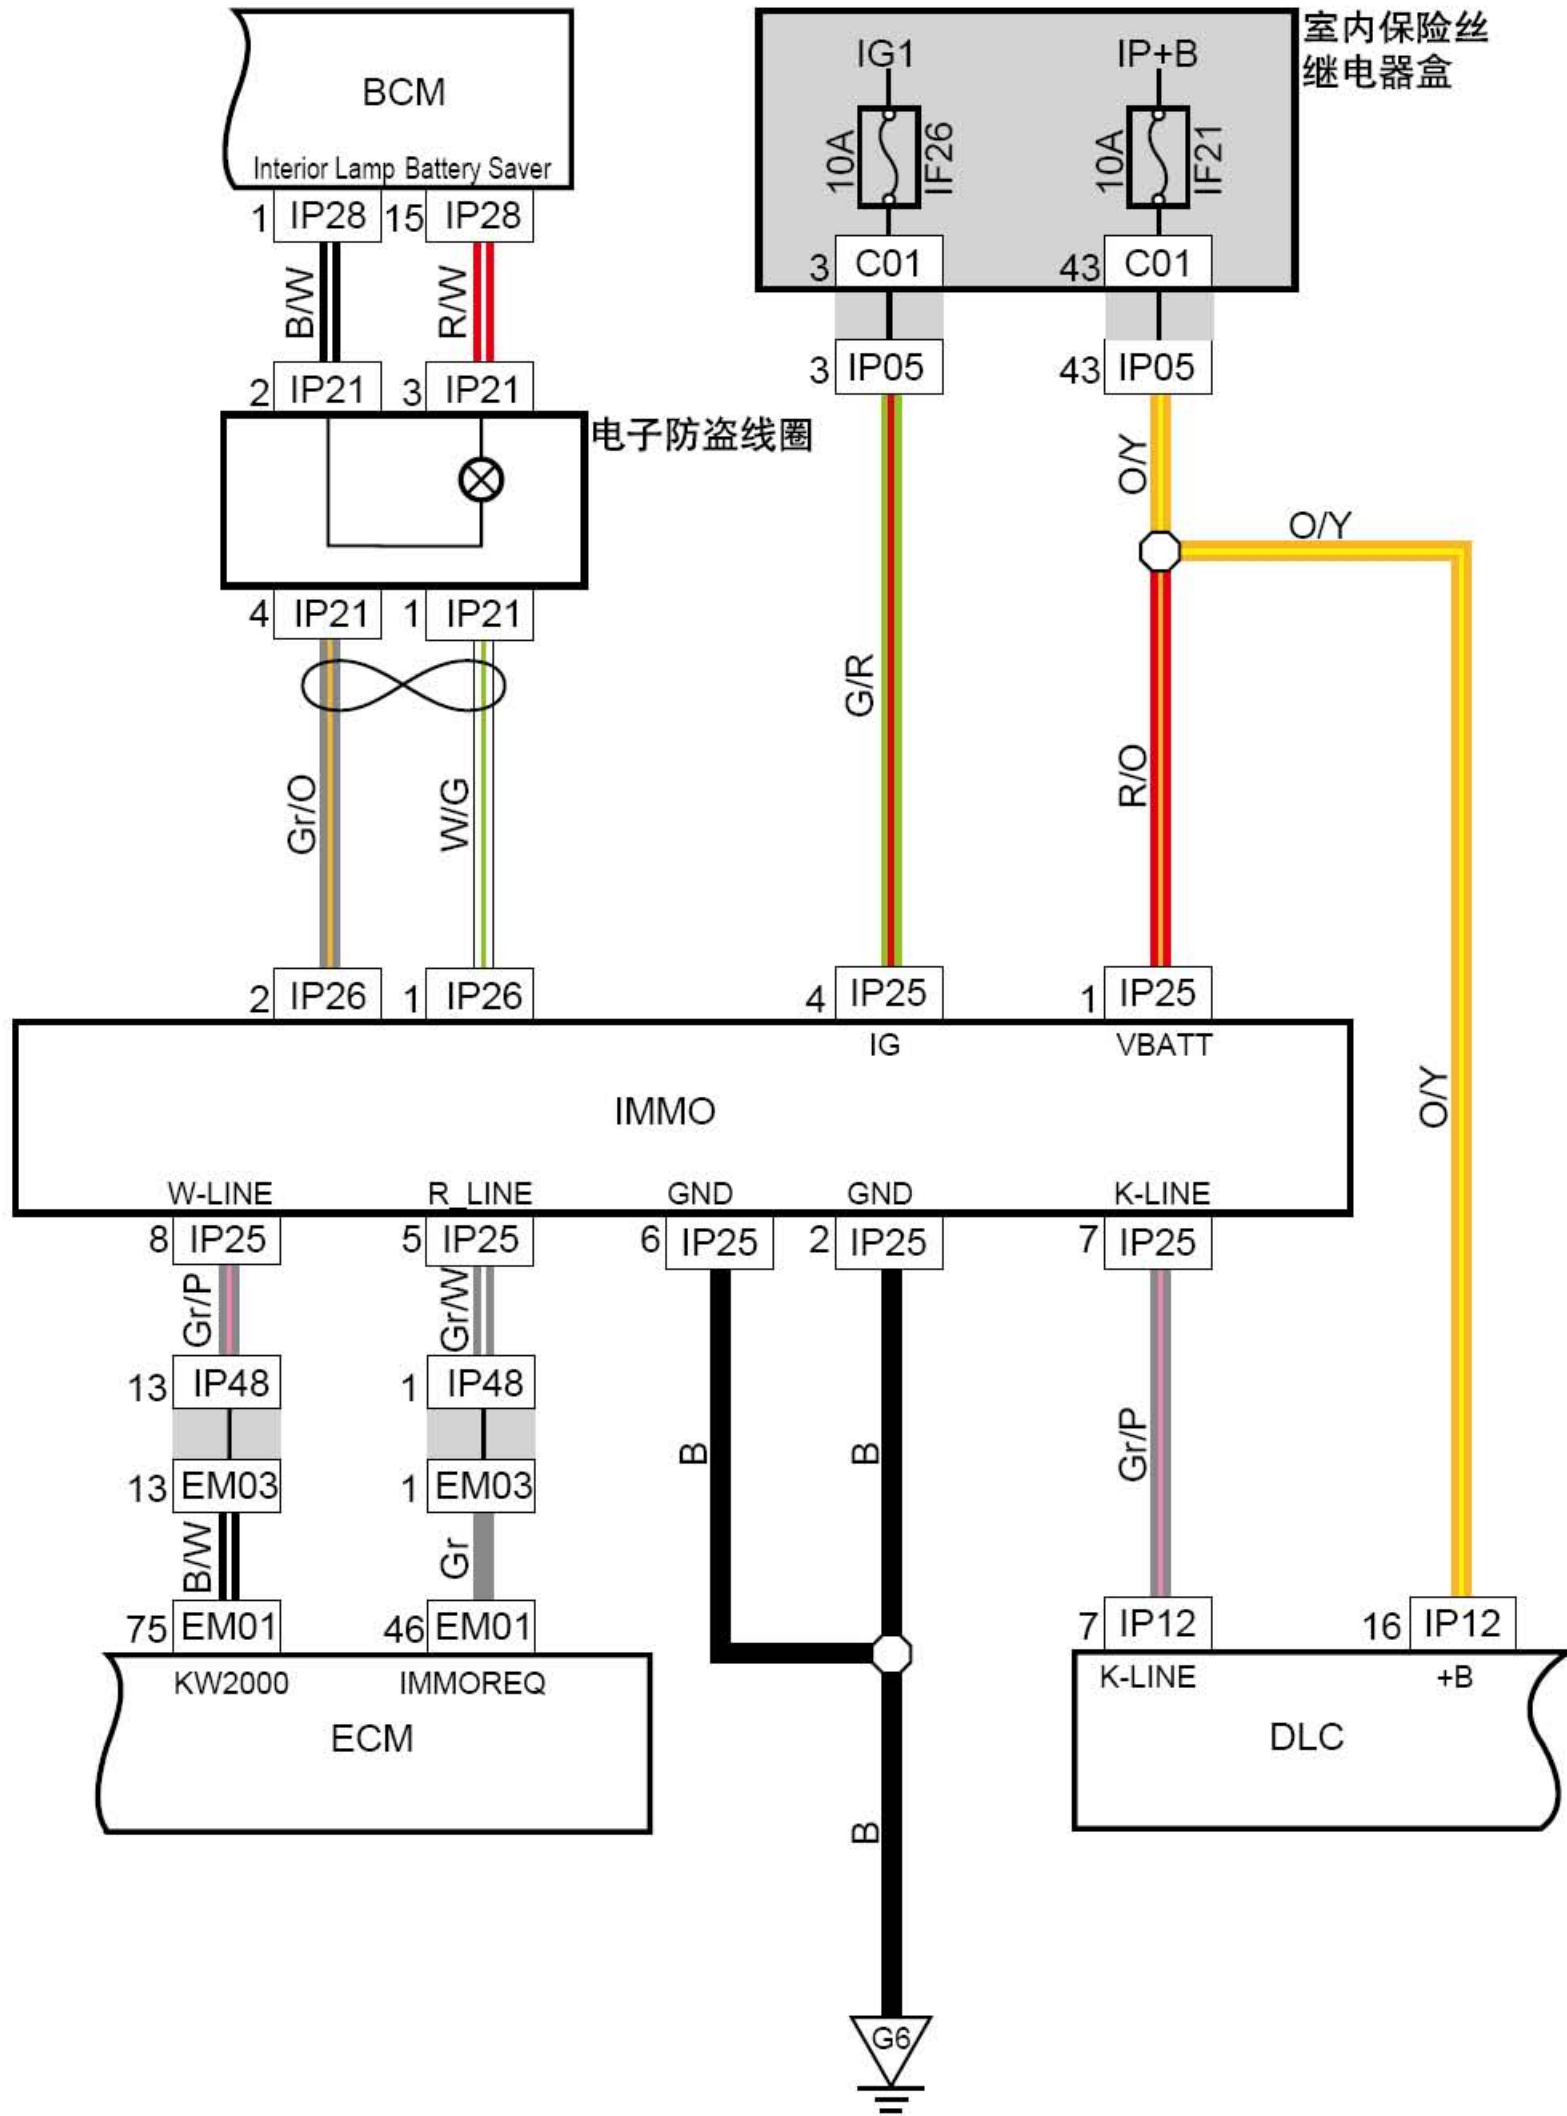 BCM
Interior Lamp Battery Saver
1 IP28 15 IP28
B/W R/W
2 IP21 3 IP21
电子防盗线圈
4 IP21 1 IP21
Gr/O W/G
2 IP26 1 IP26
室内保险丝
继电器盒
IG1 IP+B
10A IF26 10A IF21
3 C01 43 C01
3 IP05 43 IP05
O/Y
O/Y
G/R R/O
O/Y
4 IP25 1 IP25
IG VBATT
IMMO
W-LINE R_LINE GND GND K-LINE
8 IP25 5 IP25 6 IP25 2 IP25 7 IP25
Gr/P Gr/W
13 IP48 1 IP48
13 EM03 1 EM03
B/W Gr
75 EM01 46 EM01
KW2000 IMMOREQ
ECM
B B
Gr/P
7 IP12 16 IP12
K-LINE +B
DLC
B
G6